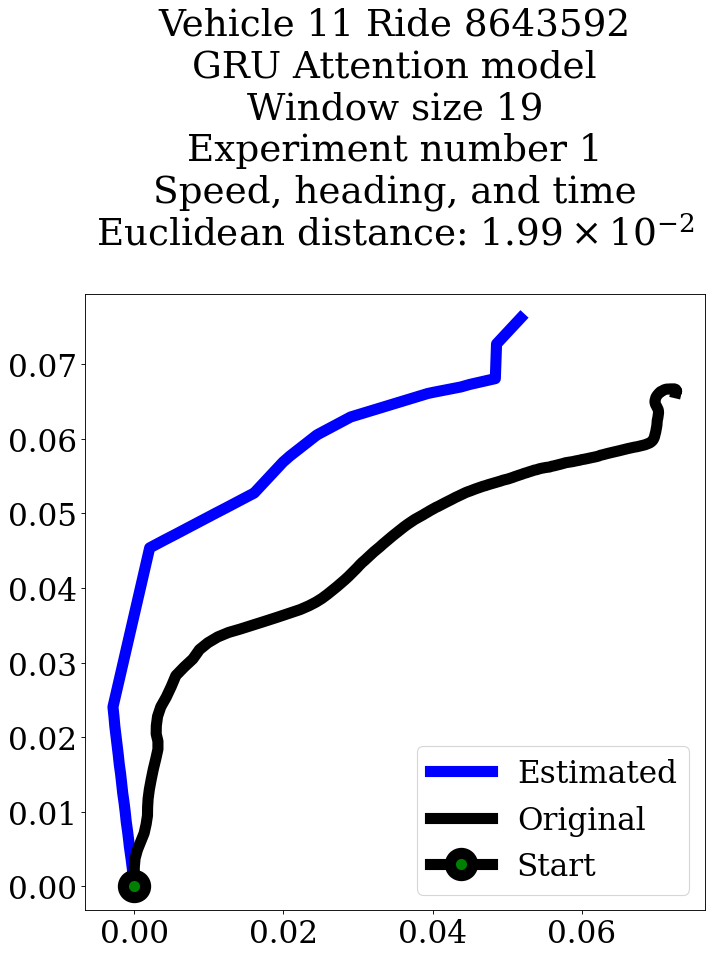 Vehicle 11 Ride 8643592
GRU Attention model
Window size 19
Experiment number 1
Speed, heading, and time
Euclidean distance: 1.99 × 10⁻²
0.07
0.06
0.05
0.04
0.03
0.02
0.01
0.00
Estimated
Original
Start
0.00 0.02 0.04 0.06